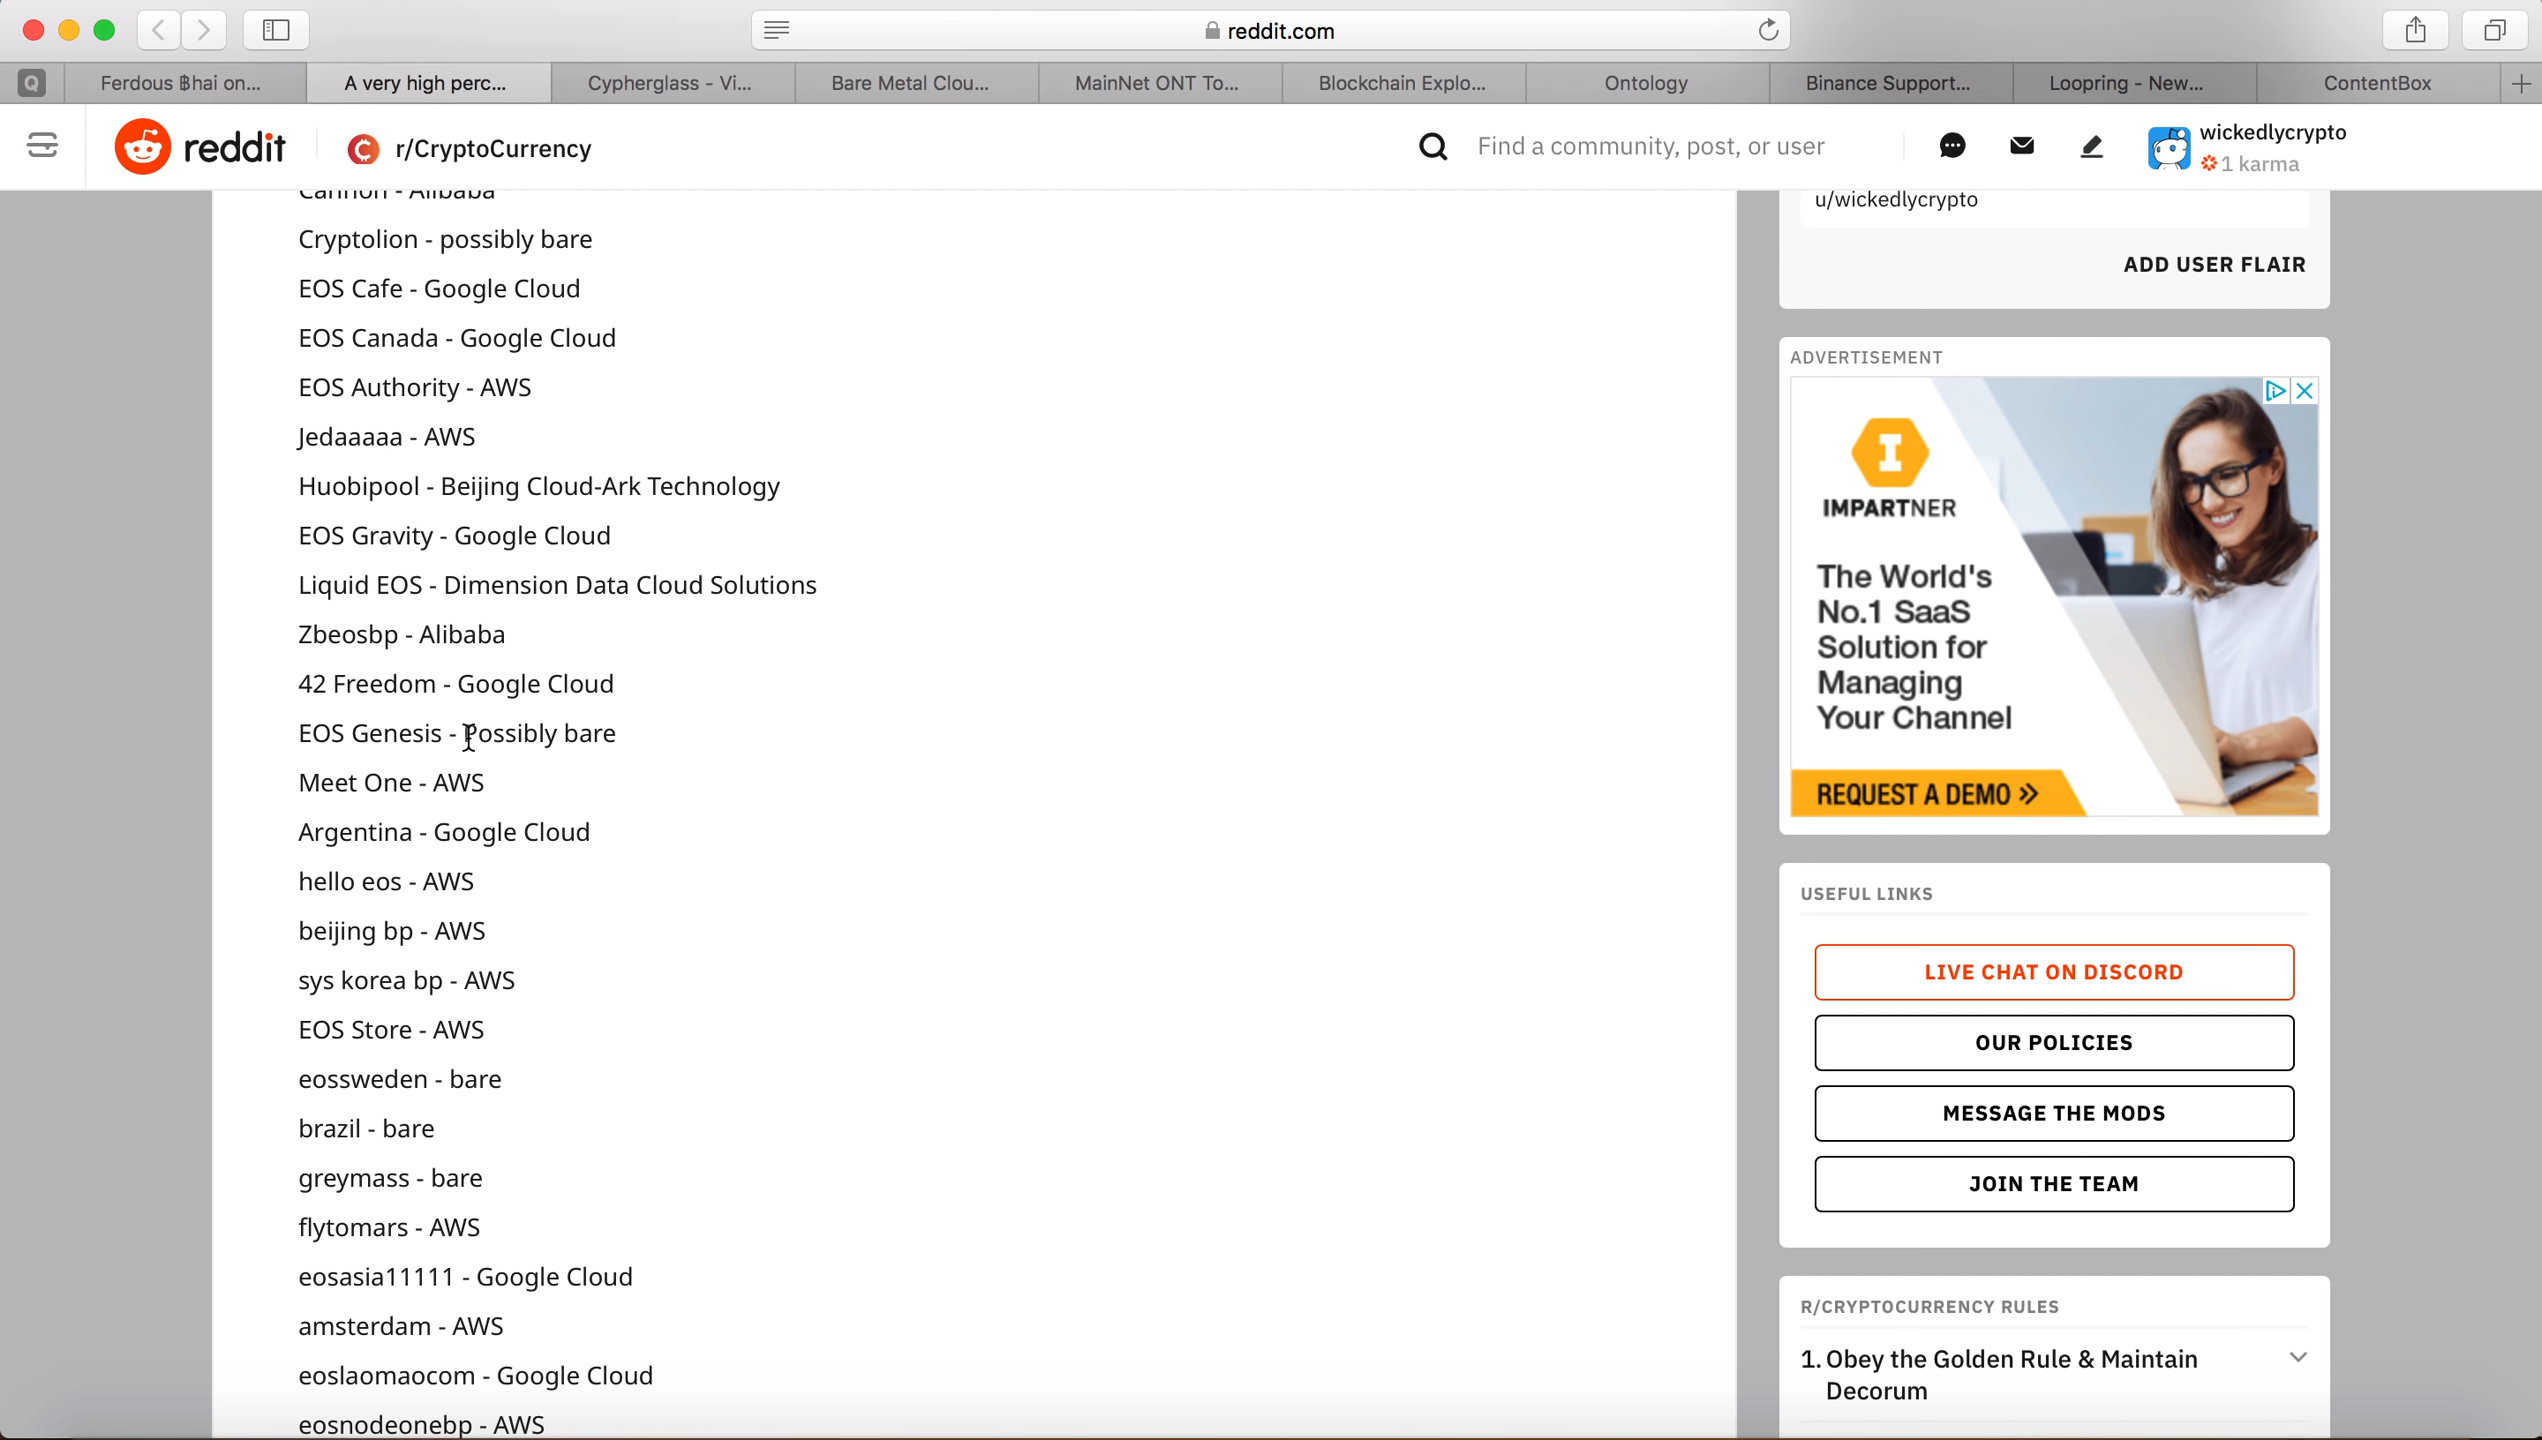 reddit.com
Q
Ferdous ฿hai on...
A very high perc...
Cypherglass - Vi...
Bare Metal Clou...
MainNet ONT To...
Blockchain Explo...
Ontology
Binance Support...
Loopring - New...
ContentBox
reddit
r/CryptoCurrency
Find a community, post, or user
wickedlycrypto
1 karma
Cannon - Alibaba
Cryptolion - possibly bare
EOS Cafe - Google Cloud
EOS Canada - Google Cloud
EOS Authority - AWS
Jedaaaaa - AWS
Huobipool - Beijing Cloud-Ark Technology
EOS Gravity - Google Cloud
Liquid EOS - Dimension Data Cloud Solutions
Zbeosbp - Alibaba
42 Freedom - Google Cloud
EOS Genesis - Possibly bare
Meet One - AWS
Argentina - Google Cloud
hello eos - AWS
beijing bp - AWS
sys korea bp - AWS
EOS Store - AWS
eossweden - bare
brazil - bare
greymass - bare
flytomars - AWS
eosasia11111 - Google Cloud
amsterdam - AWS
eoslaomaocom - Google Cloud
eosnodeonebp - AWS
u/wickedlycrypto
ADD USER FLAIR
ADVERTISEMENT
IMPARTNER
The World's
No.1 SaaS
Solution for
Managing
Your Channel
REQUEST A DEMO »
USEFUL LINKS
LIVE CHAT ON DISCORD
OUR POLICIES
MESSAGE THE MODS
JOIN THE TEAM
R/CRYPTOCURRENCY RULES
1. Obey the Golden Rule & Maintain
Decorum